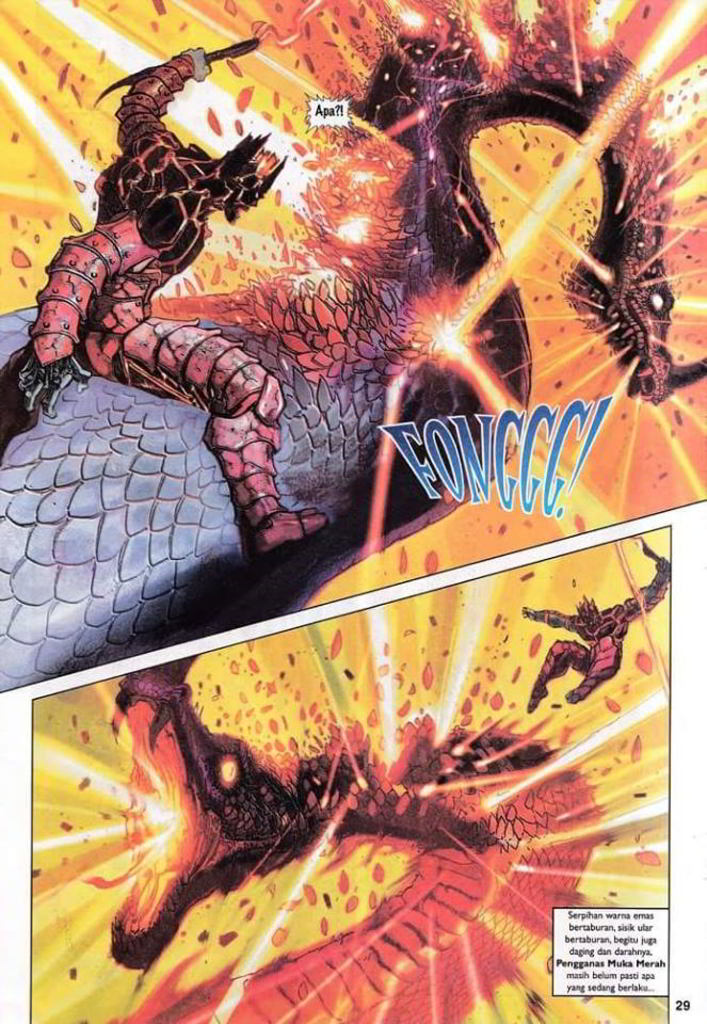 Apa?!
FONGGG!
Serpihan warna emas
bertaburan, sisik ular
bertaburan, begitu juga
daging dan darahnya,
Pengganas Muka Merah
masih belum pasti apa
yang sedang berlaku...
29